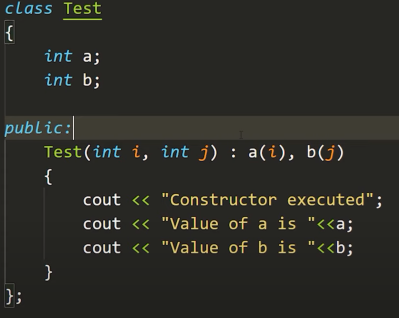 class Test
{
int a;
int b;
public:
Test(int i, int j) : a(i), b(j)
{
cout << "Constructor executed";
cout << "Value of a is "<<a;
cout << "Value of b is "<<b;
}
};